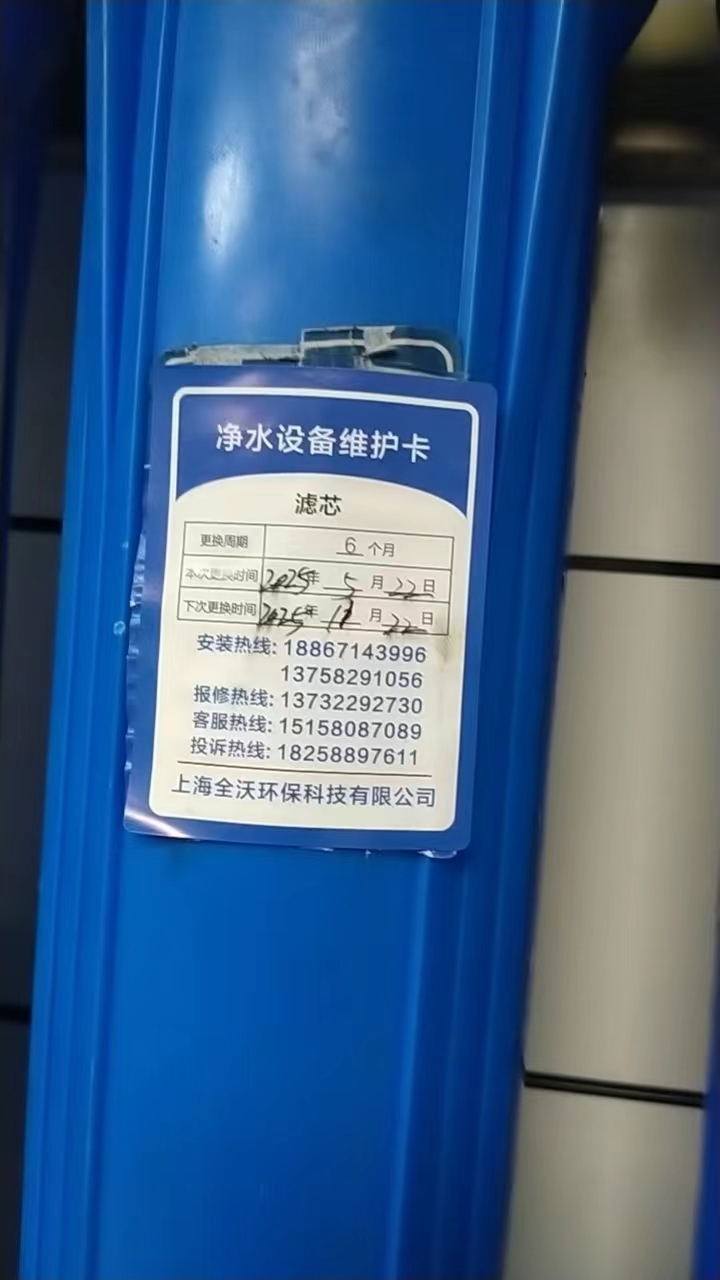 净水设备维护卡
滤芯
更换周期 6 个月
本次更换时间 2025年 5 月 22 日
下次更换时间 2025年 11 月 22 日
安装热线: 18867143996
13758291056
报修热线: 13732292730
客服热线: 15158087089
投诉热线: 18258897611
上海全沃环保科技有限公司